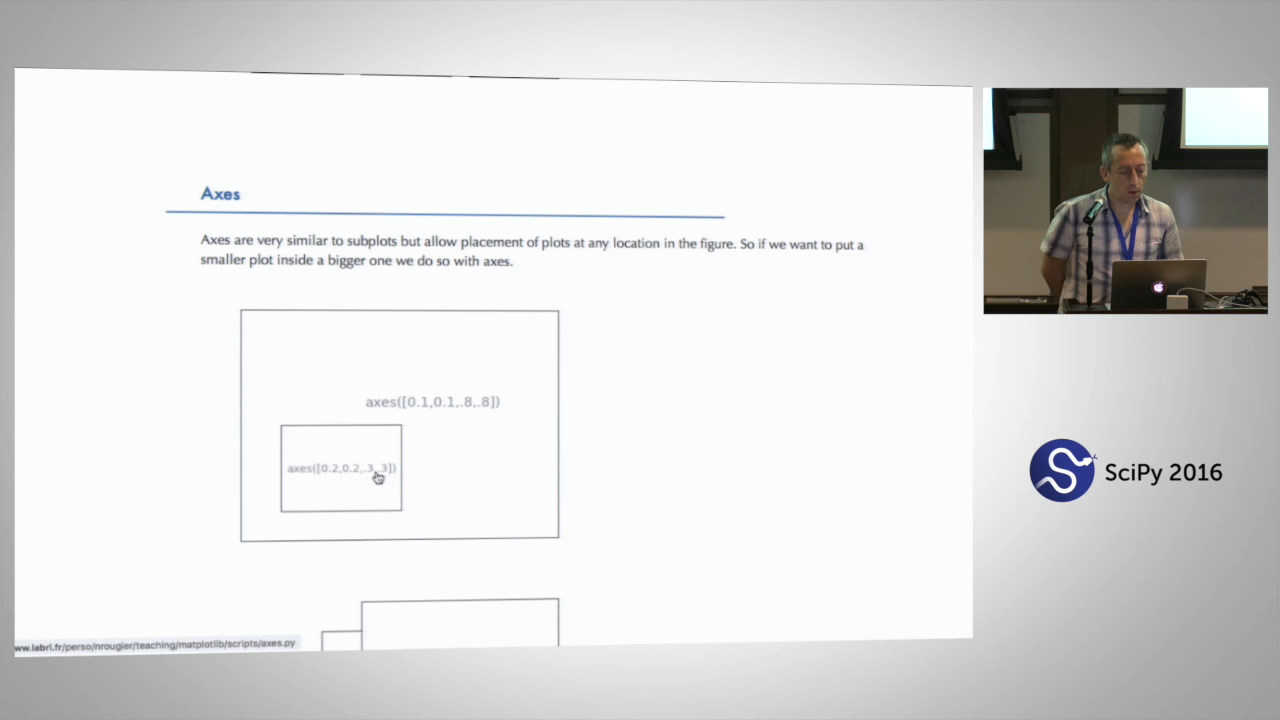 Axes
Axes are very similar to subplots but allow placement of plots at any location in the figure. So if we want to put a
smaller plot inside a bigger one we do so with axes.
axes([0.1,0.1,.8,.8])
axes([0.2,0.2,.3,.3])
ww.labri.fr/perso/nrougier/teaching/matplotlib/scripts/axes.py
SciPy 2016